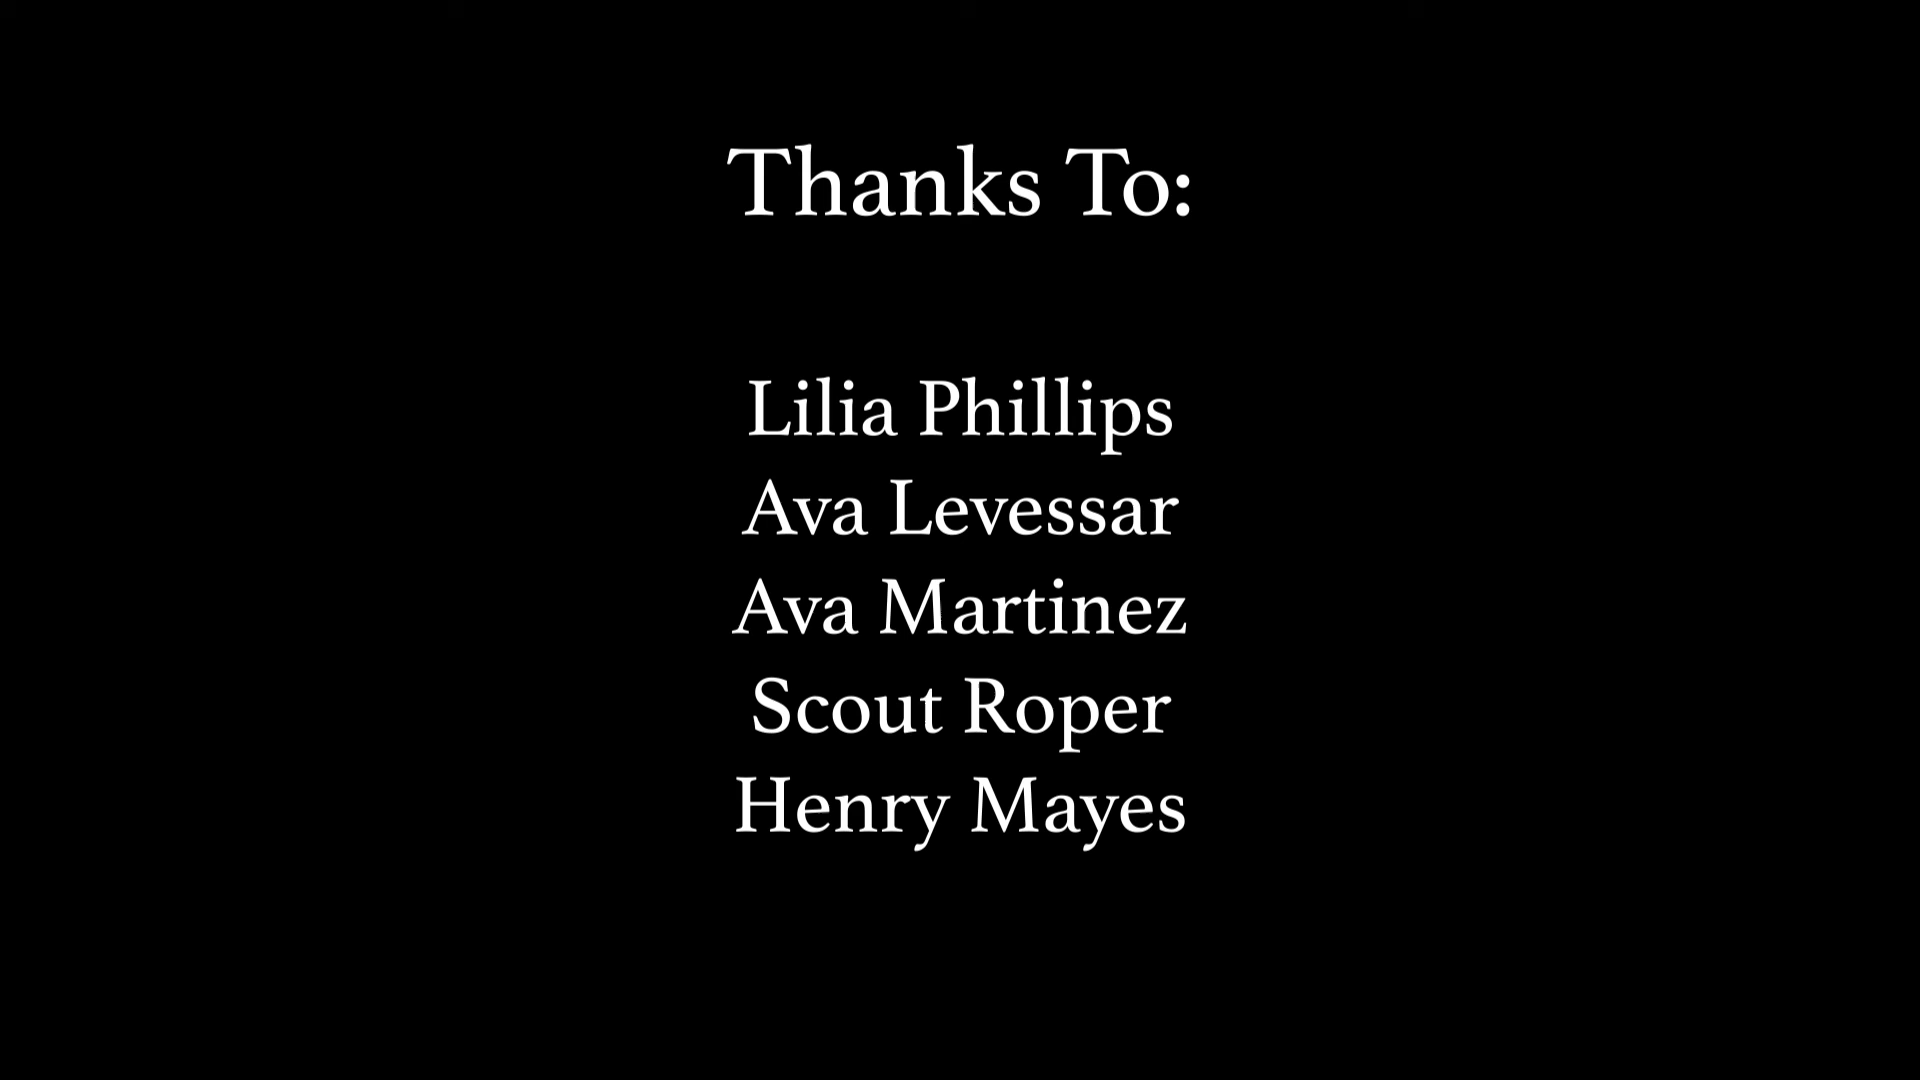 Thanks To:
Lilia Phillips
Ava Levessar
Ava Martinez
Scout Roper
Henry Mayes